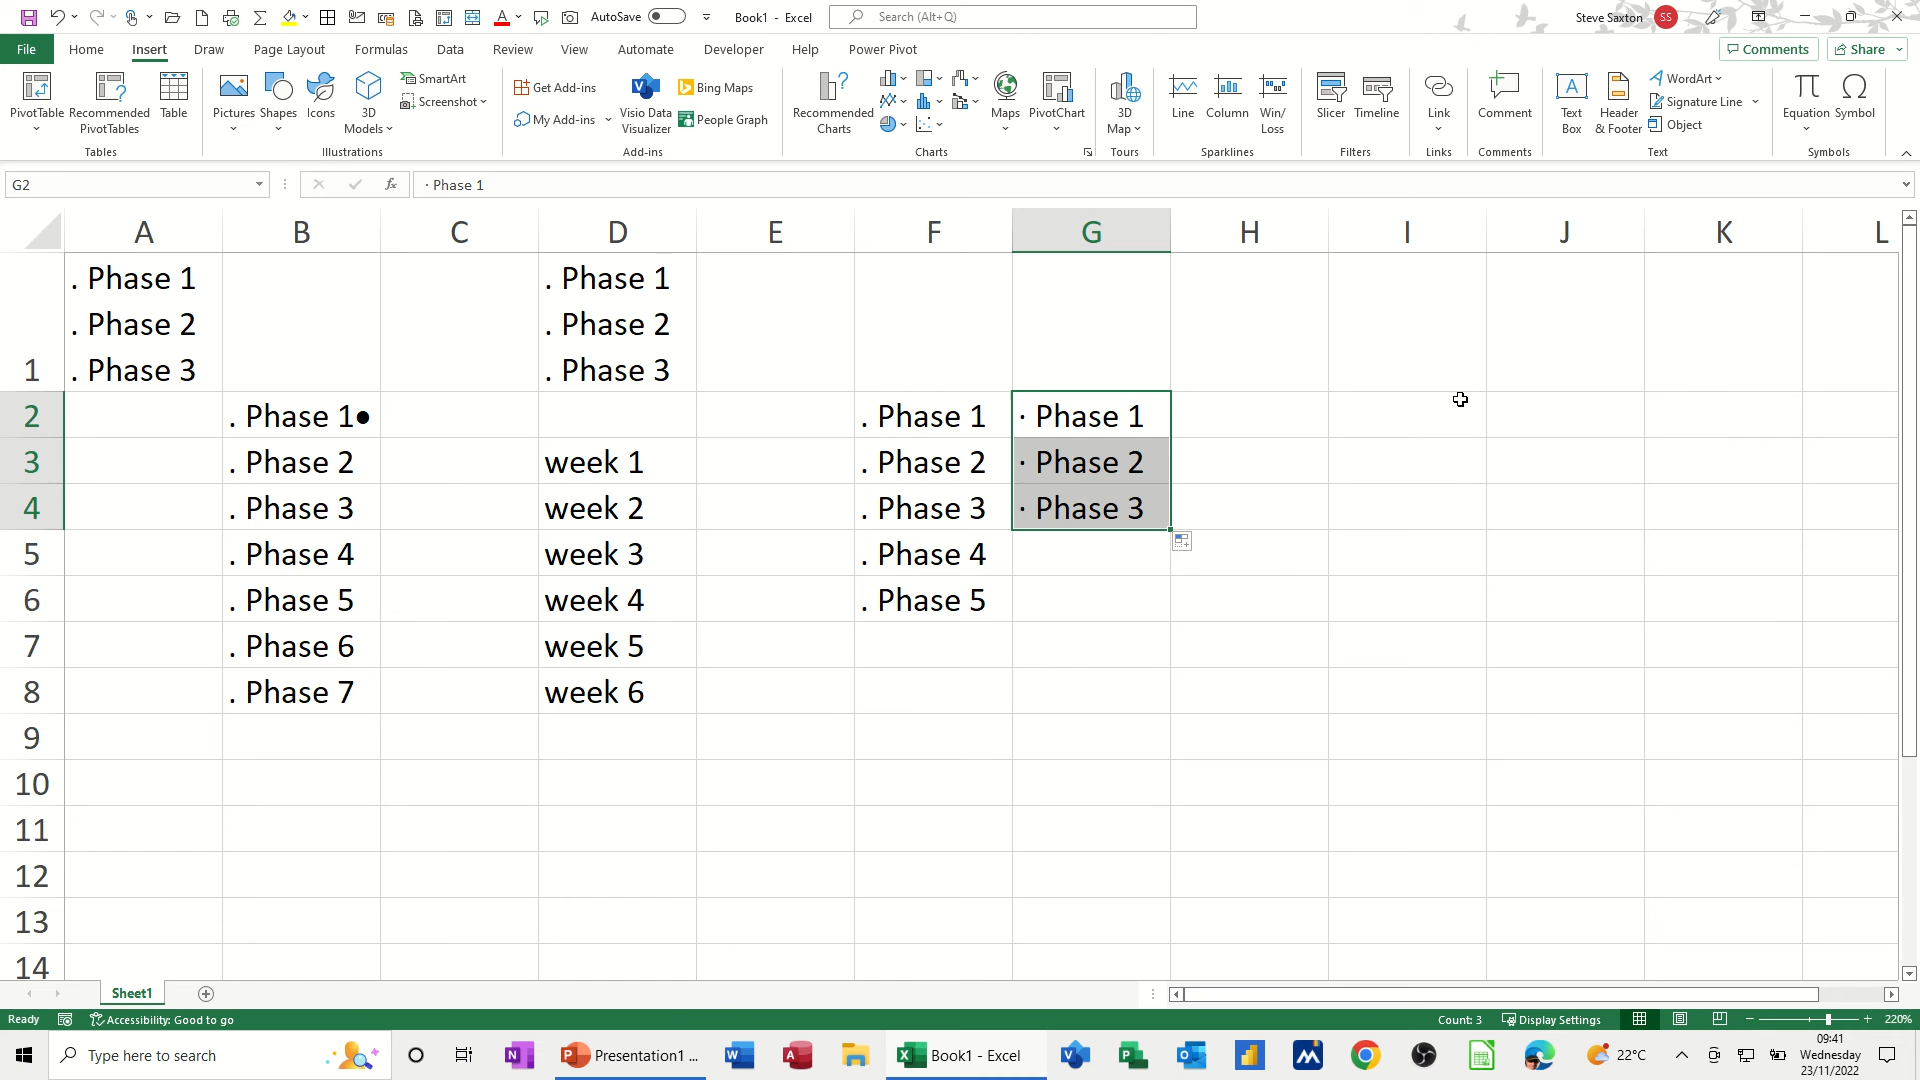 AutoSave
Book1 - Excel
Search (Alt+Q)
Steve Saxton
SS
File
Home
Insert
Draw
Page Layout
Formulas
Data
Review
View
Automate
Developer
Help
Power Pivot
Comments
Share
PivotTable
Recommended
PivotTables
Table
Tables
Pictures
Shapes
Icons
3D
Models
SmartArt
Screenshot
Illustrations
Get Add-ins
My Add-ins
Visio Data
Visualizer
Bing Maps
People Graph
Add-ins
Recommended
Charts
Maps
PivotChart
Charts
3D
Map
Tours
Line
Column
Win/
Loss
Sparklines
Slicer
Timeline
Filters
Link
Links
Comment
Comments
Text
Box
Header
& Footer
WordArt
Signature Line
Object
Text
Equation
Symbol
Symbols
G2
fx
· Phase 1
A B C D E F G H I J K L
1
. Phase 1
. Phase 2
. Phase 3
. Phase 1
. Phase 2
. Phase 3
2 . Phase 1● . Phase 1 · Phase 1
3 . Phase 2 week 1 . Phase 2 · Phase 2
4 . Phase 3 week 2 . Phase 3 · Phase 3
5 . Phase 4 week 3 . Phase 4
6 . Phase 5 week 4 . Phase 5
7 . Phase 6 week 5
8 . Phase 7 week 6
9
10
11
12
13
14
Sheet1
Ready
Accessibility: Good to go
Count: 3
Display Settings
220%
Type here to search
Presentation1 ...
Book1 - Excel
22°C
09:41
Wednesday
23/11/2022